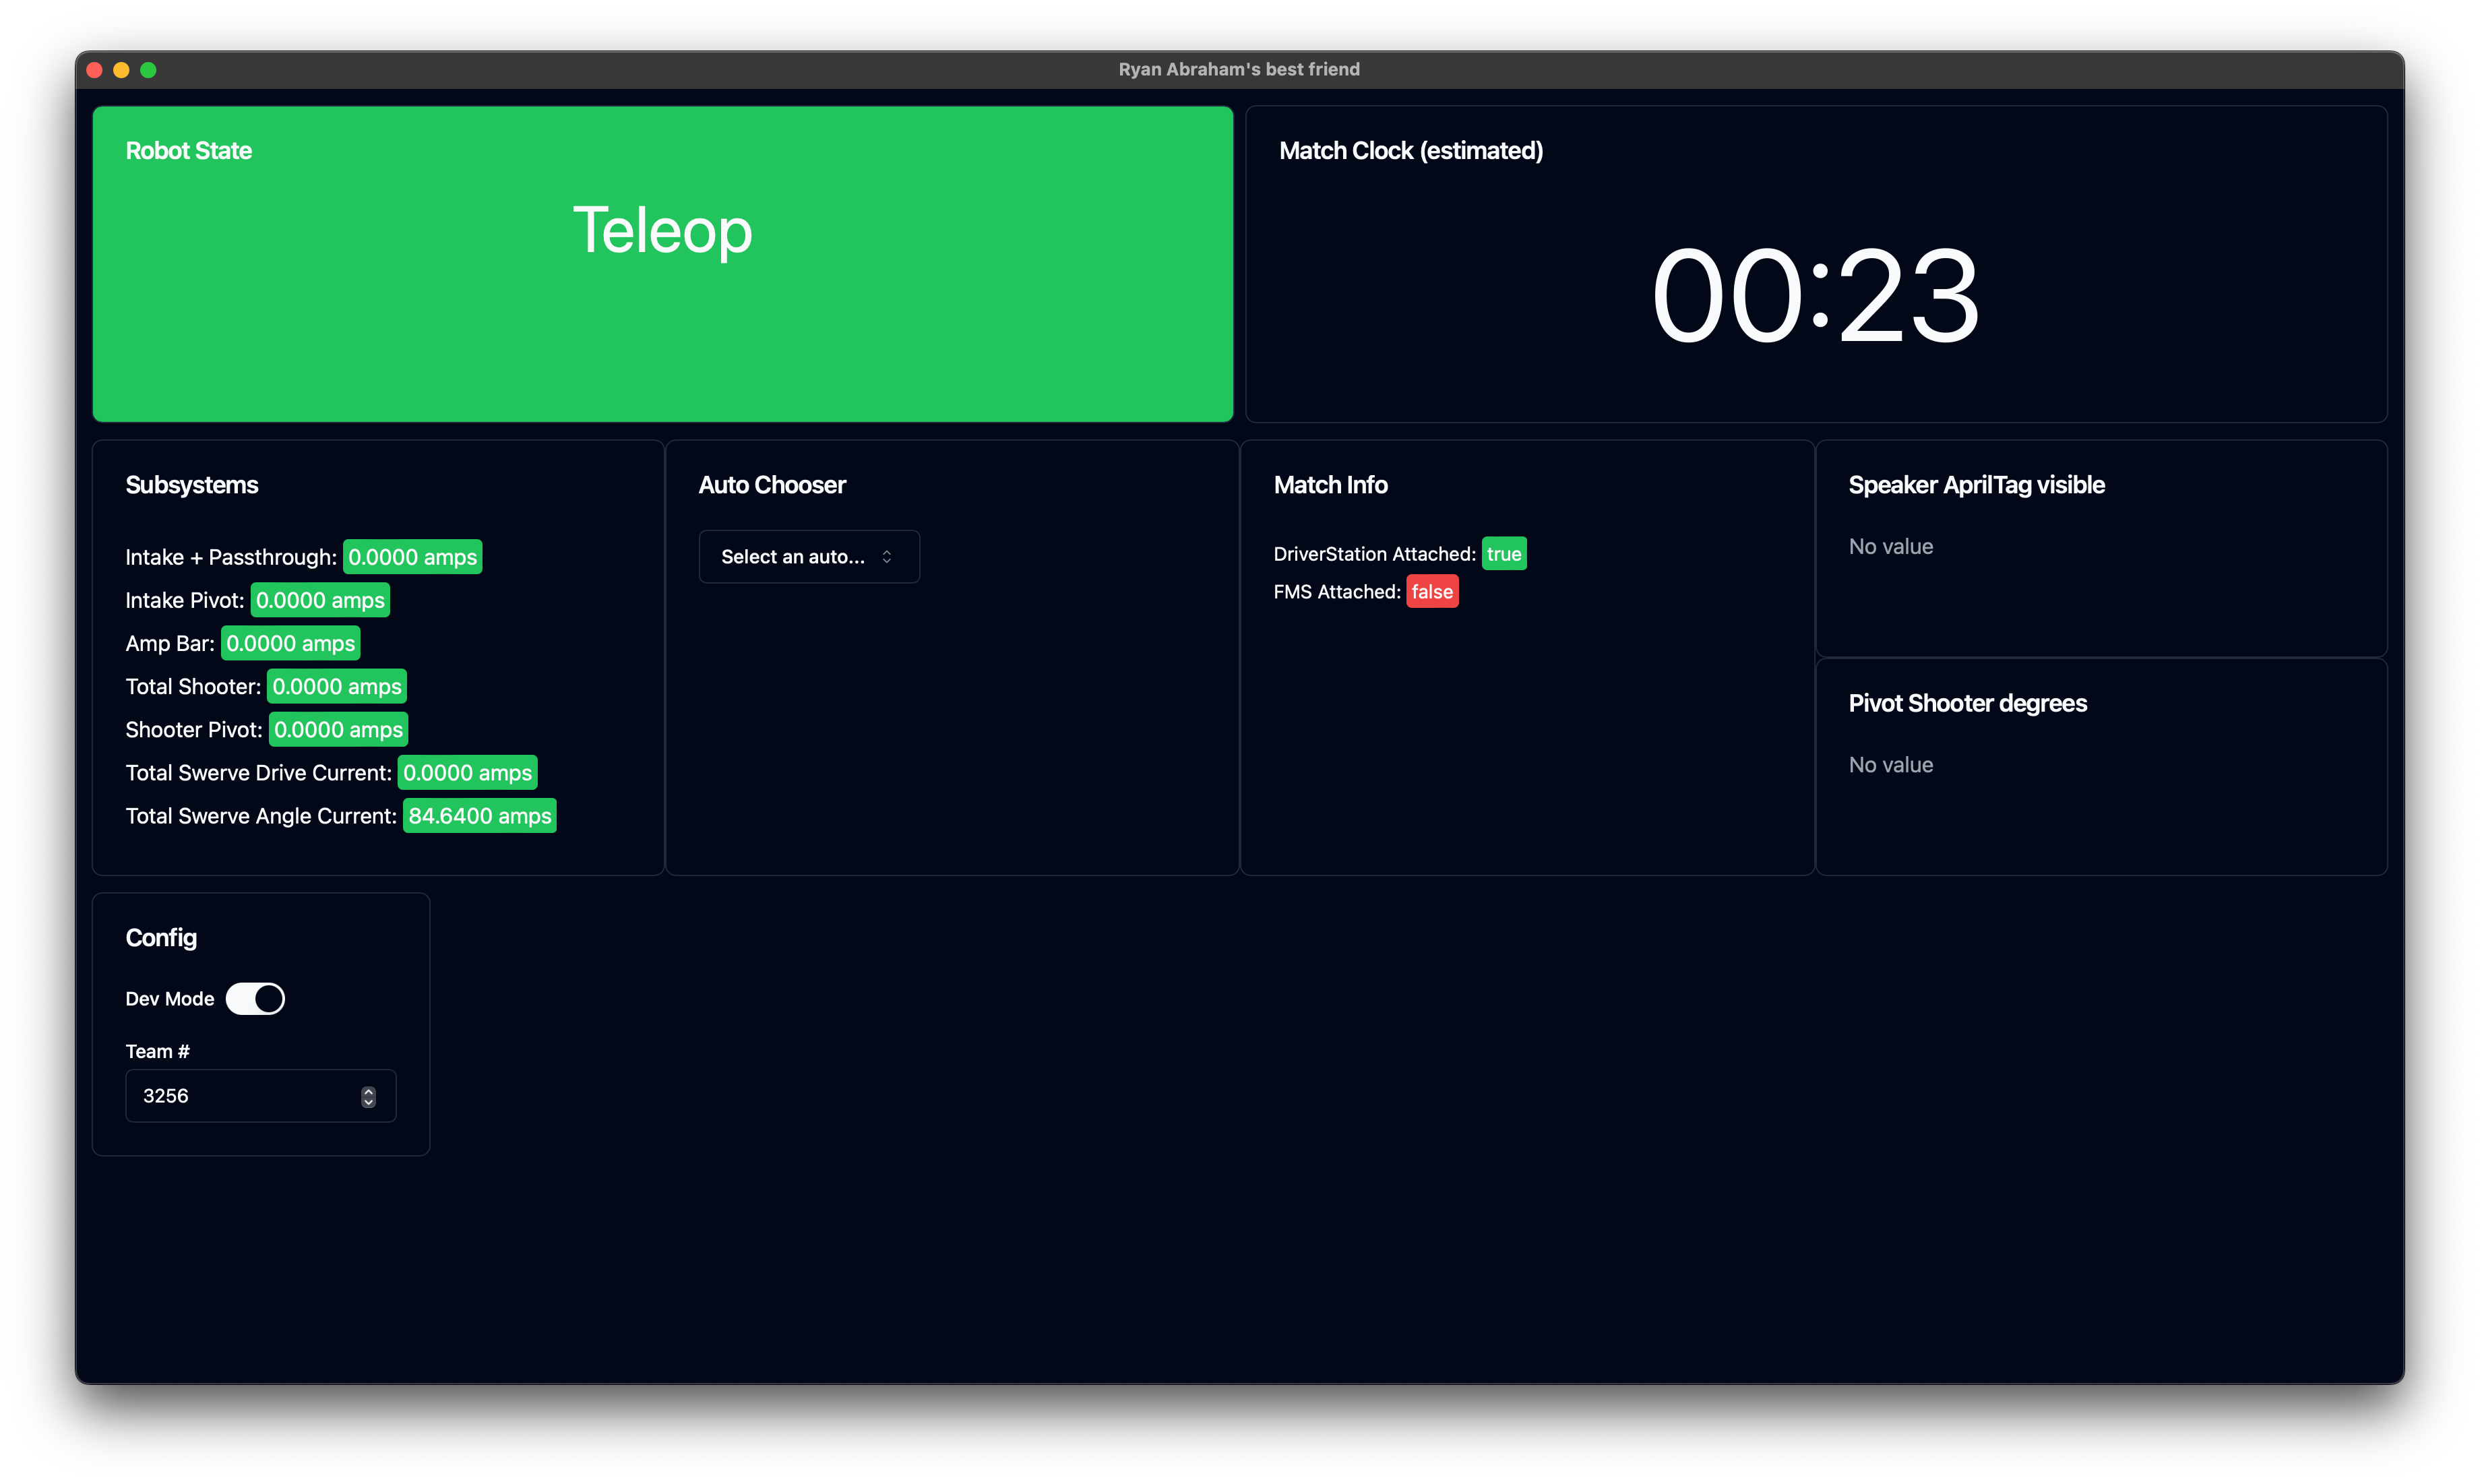 Ryan Abraham's best friend
Robot State
Teleop
Match Clock (estimated)
00:23
Subsystems
Intake + Passthrough: 0.0000 amps
Intake Pivot: 0.0000 amps
Amp Bar: 0.0000 amps
Total Shooter: 0.0000 amps
Shooter Pivot: 0.0000 amps
Total Swerve Drive Current: 0.0000 amps
Total Swerve Angle Current: 84.6400 amps
Auto Chooser
Select an auto...
Match Info
DriverStation Attached: true
FMS Attached: false
Speaker AprilTag visible
No value
Pivot Shooter degrees
No value
Config
Dev Mode
Team #
3256